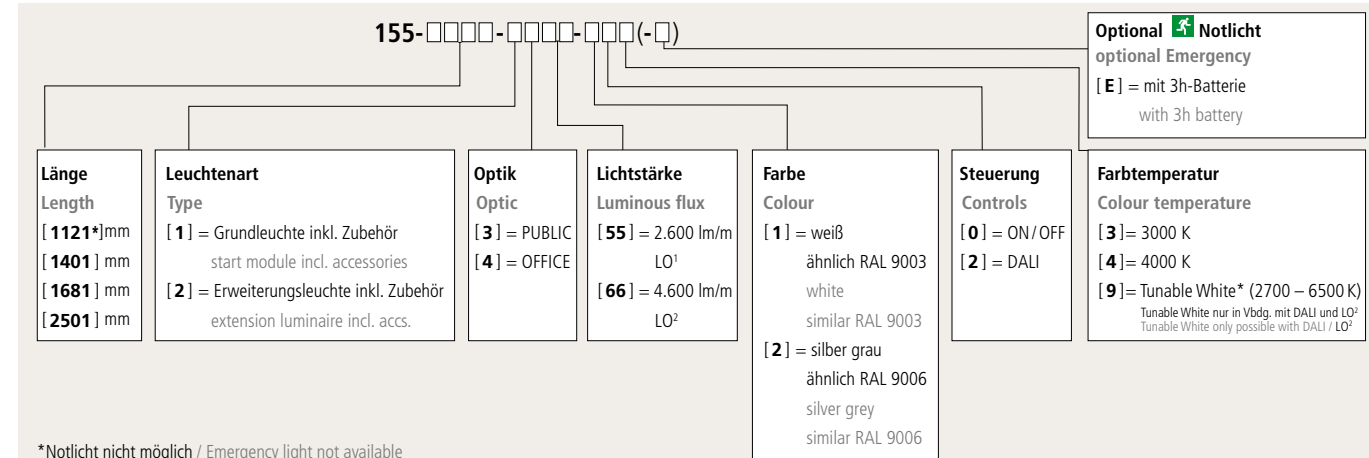 155-□□□□-□□□□-□□□(-□)
Optional Notlicht
optional Emergency
[ E ] = mit 3h-Batterie
with 3h battery
Länge
Length
[ 1121*]mm
[ 1401 ] mm
[ 1681 ] mm
[ 2501 ] mm
Leuchtenart
Type
[ 1 ] = Grundleuchte inkl. Zubehör
start module incl. accessories
[ 2 ] = Erweiterungsleuchte inkl. Zubehör
extension luminaire incl. accs.
Optik
Optic
[ 3 ] = PUBLIC
[ 4 ] = OFFICE
Lichtstärke
Luminous flux
[ 55 ] = 2.600 lm/m
LO¹
[ 66 ] = 4.600 lm/m
LO²
Farbe
Colour
[ 1 ] = weiß
ähnlich RAL 9003
white
similar RAL 9003
[ 2 ] = silber grau
ähnlich RAL 9006
silver grey
similar RAL 9006
Steuerung
Controls
[ 0 ] = ON/OFF
[ 2 ] = DALI
Farbtemperatur
Colour temperature
[ 3 ]= 3000 K
[ 4 ]= 4000 K
[ 9 ]= Tunable White* (2700 – 6500 K)
Tunable White nur in Vbdg. mit DALI und LO²
Tunable White only possible with DALI / LO²
*Notlicht nicht möglich / Emergency light not available